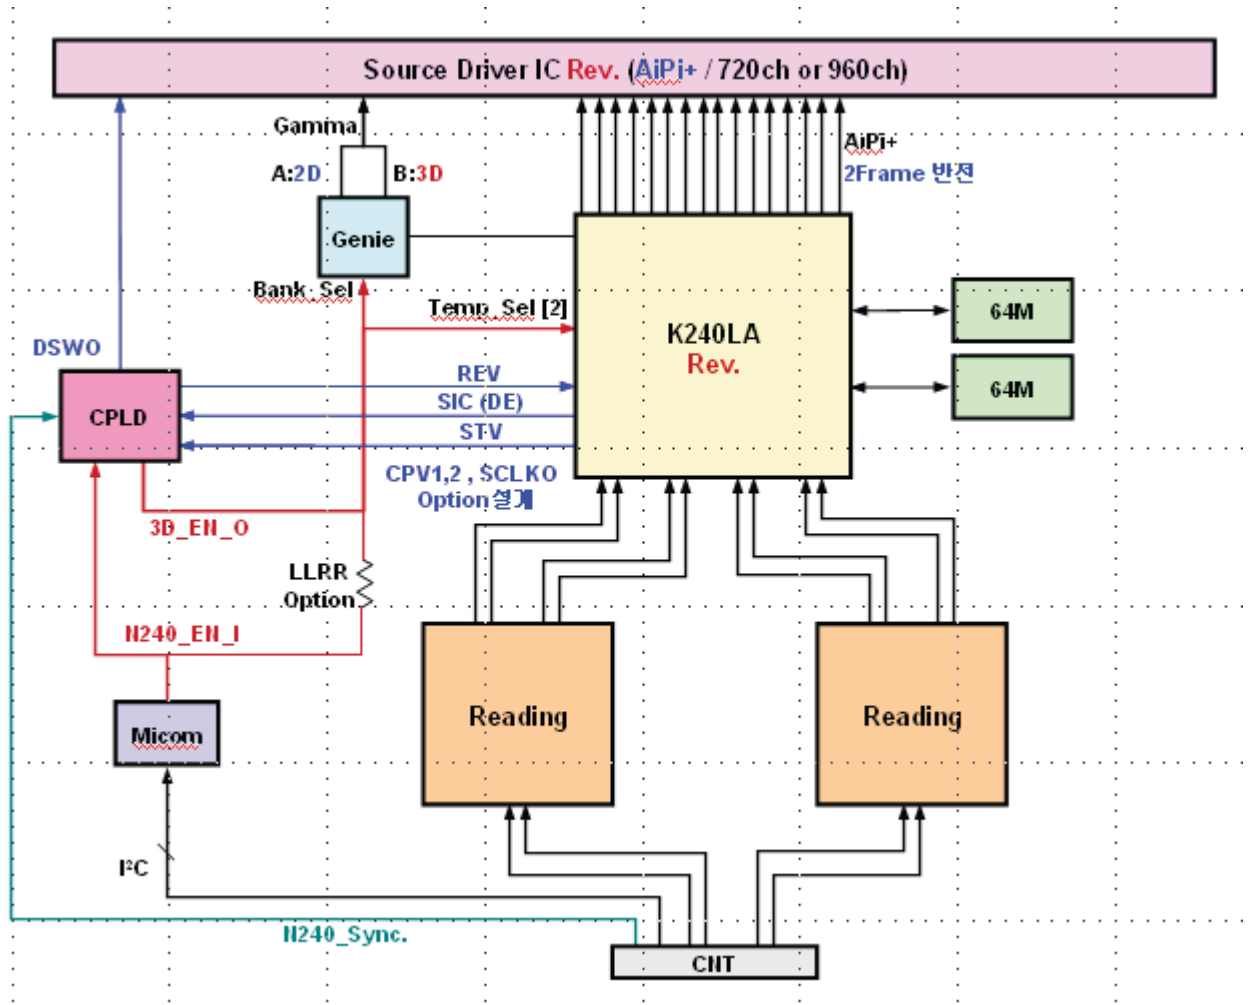 Source Driver IC Rev. (AiPi+ / 720ch or 960ch)
Gamma
A:2D
B:3D
AiPi+
2Frame 반전
Genie
Bank_Sel
Temp_Sel [2]
K240LA
Rev.
64M
64M
DSWO
CPLD
REV
SIC (DE)
STV
CPV1,2 , SCLKO
Option설계
3D_EN_O
LLRR
Option
N240_EN_I
Micom
Reading
Reading
I²C
N240_Sync.
CNT